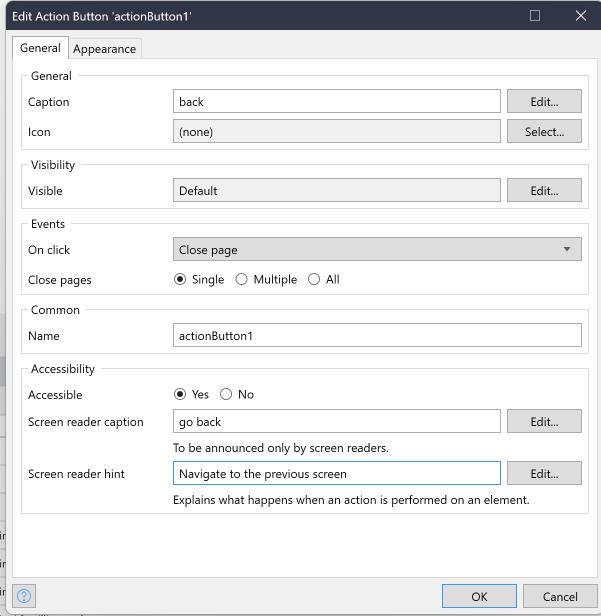 Edit Action Button 'actionButton1'
General Appearance
General
Caption back Edit...
Icon (none) Select...
Visibility
Visible Default Edit...
Events
On click Close page
Close pages Single Multiple All
Common
Name actionButton1
Accessibility
Accessible Yes No
Screen reader caption go back Edit...
To be announced only by screen readers.
Screen reader hint Navigate to the previous screen Edit...
Explains what happens when an action is performed on an element.
? OK Cancel